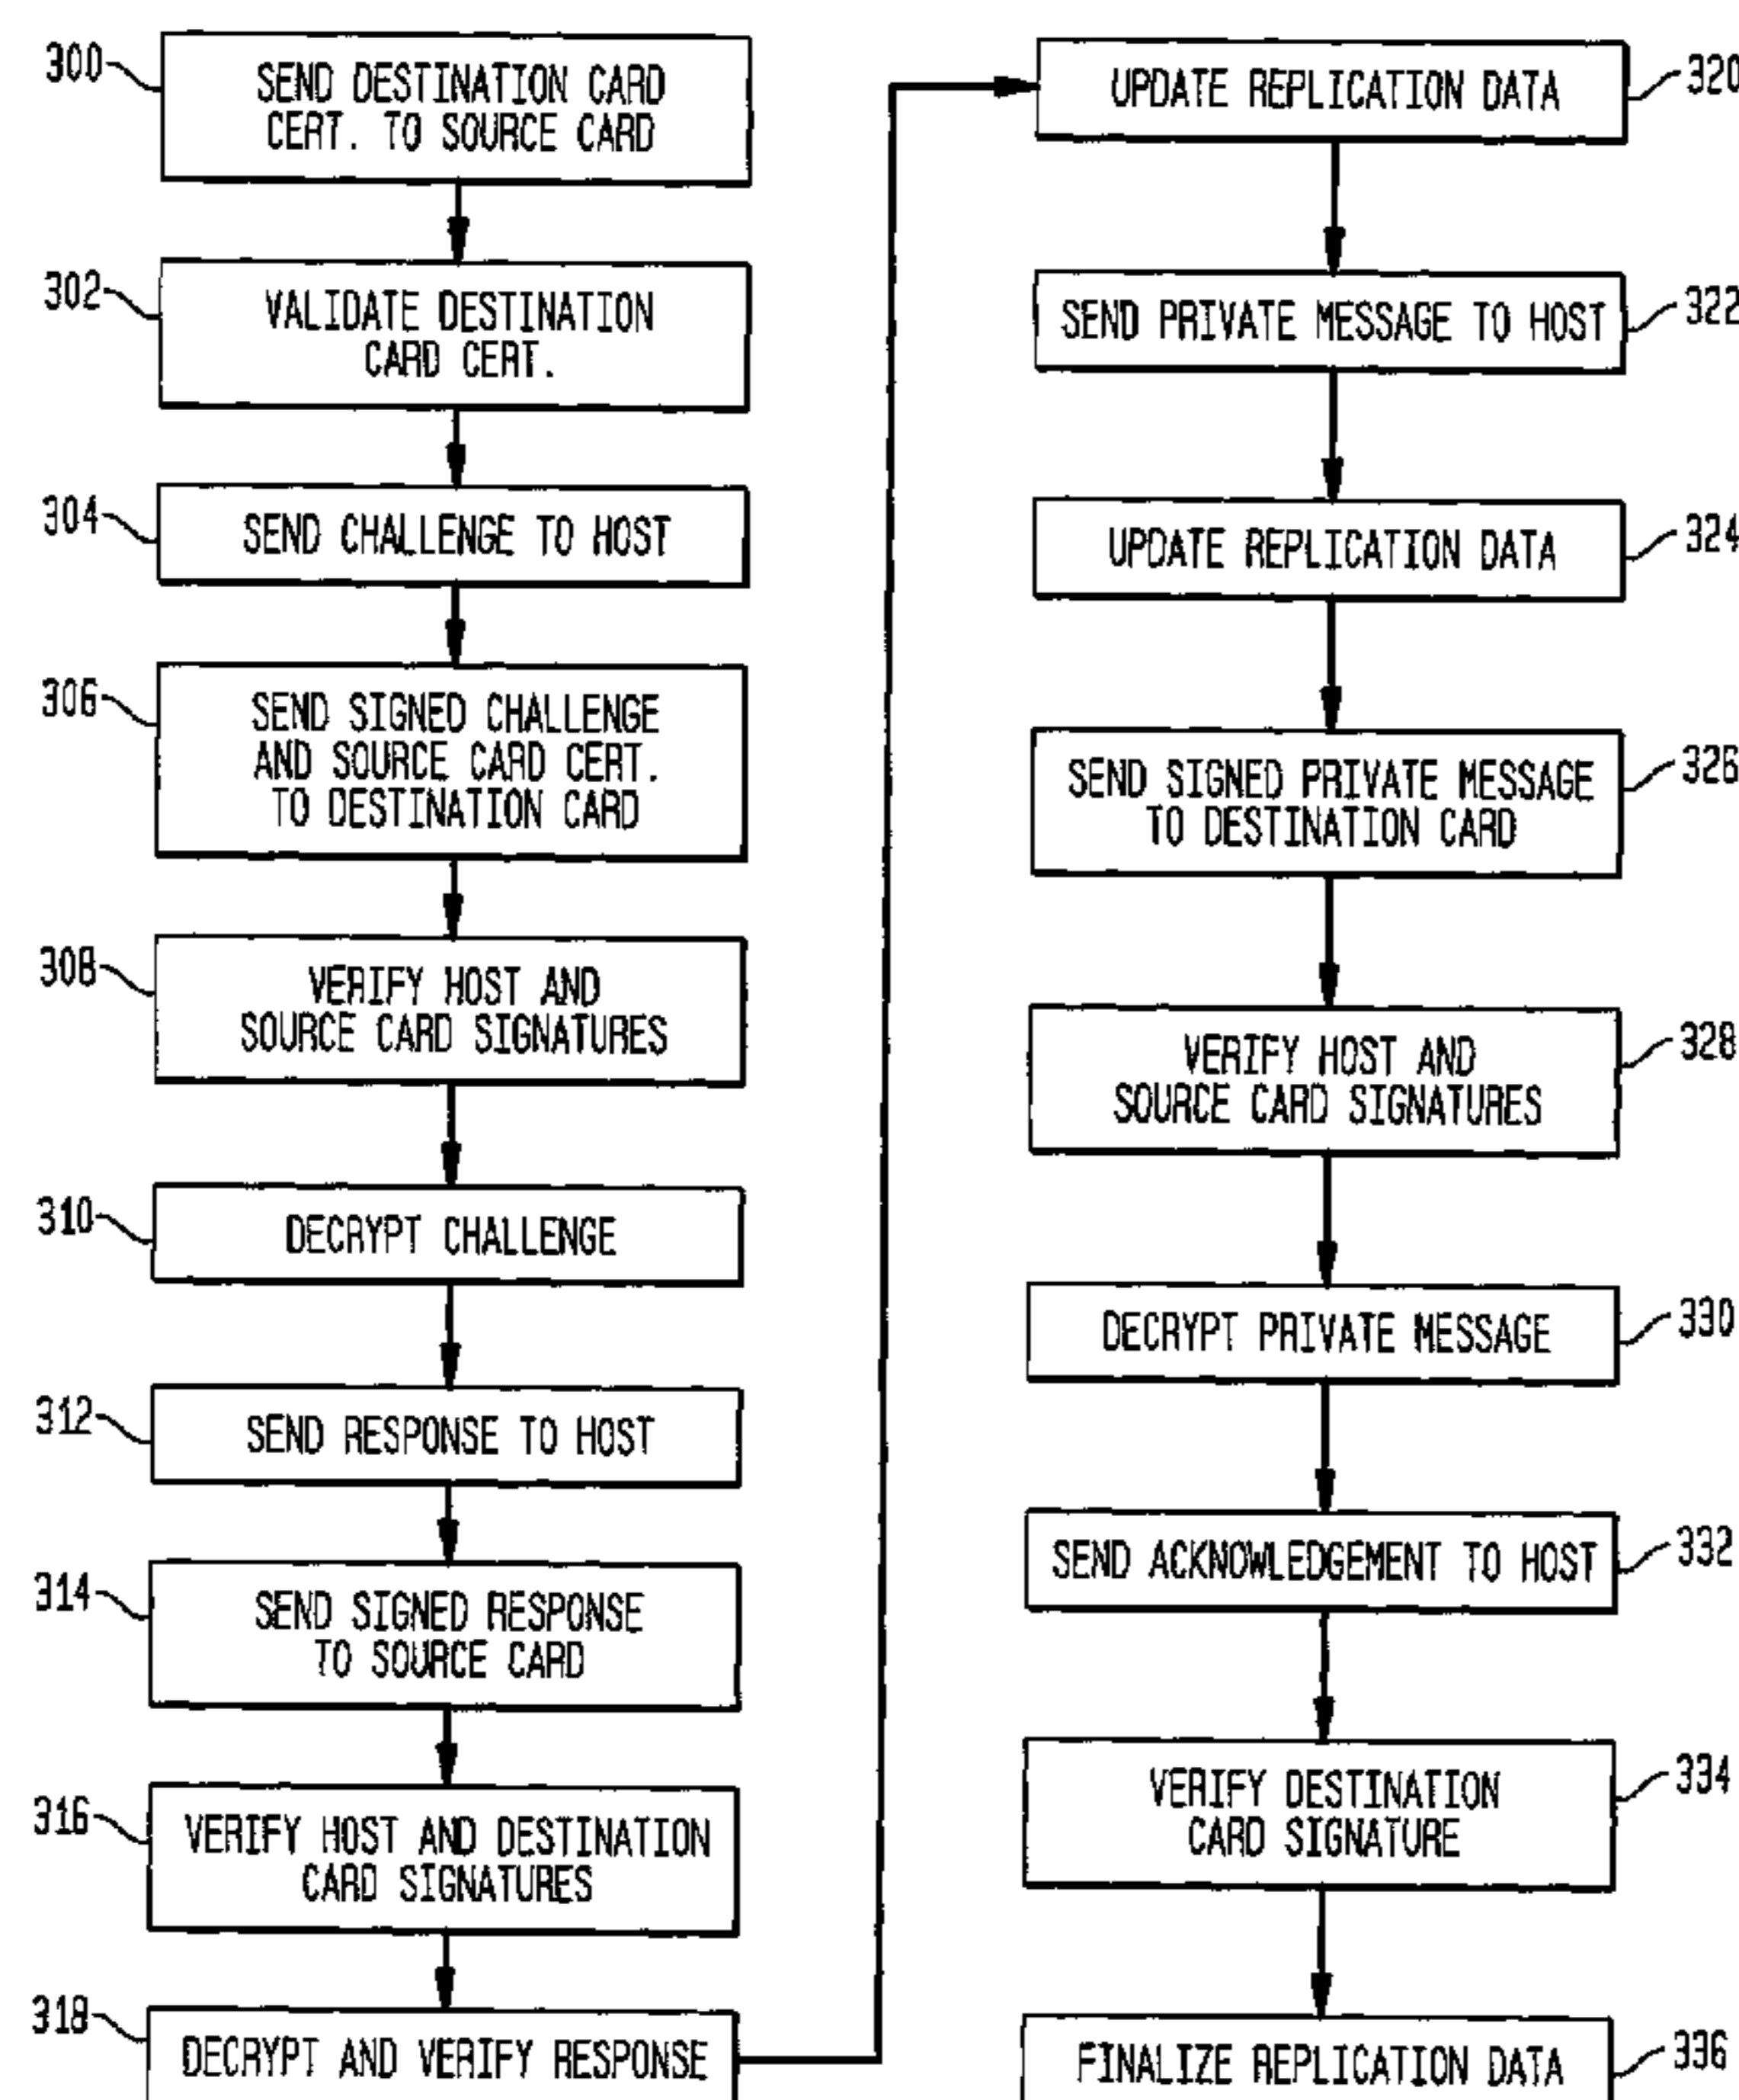 300
SEND DESTINATION CARD
CERT. TO SOURCE CARD
302
VALIDATE DESTINATION
CARD CERT.
304
SEND CHALLENGE TO HOST
306
SEND SIGNED CHALLENGE
AND SOURCE CARD CERT.
TO DESTINATION CARD
308
VERIFY HOST AND
SOURCE CARD SIGNATURES
310
DECRYPT CHALLENGE
312
SEND RESPONSE TO HOST
314
SEND SIGNED RESPONSE
TO SOURCE CARD
316
VERIFY HOST AND DESTINATION
CARD SIGNATURES
318
DECRYPT AND VERIFY RESPONSE
UPDATE REPLICATION DATA
320
SEND PRIVATE MESSAGE TO HOST
322
UPDATE REPLICATION DATA
324
SEND SIGNED PRIVATE MESSAGE
TO DESTINATION CARD
326
VERIFY HOST AND
SOURCE CARD SIGNATURES
328
DECRYPT PRIVATE MESSAGE
330
SEND ACKNOWLEDGEMENT TO HOST
332
VERIFY DESTINATION
CARD SIGNATURE
334
FINALIZE REPLICATION DATA
336